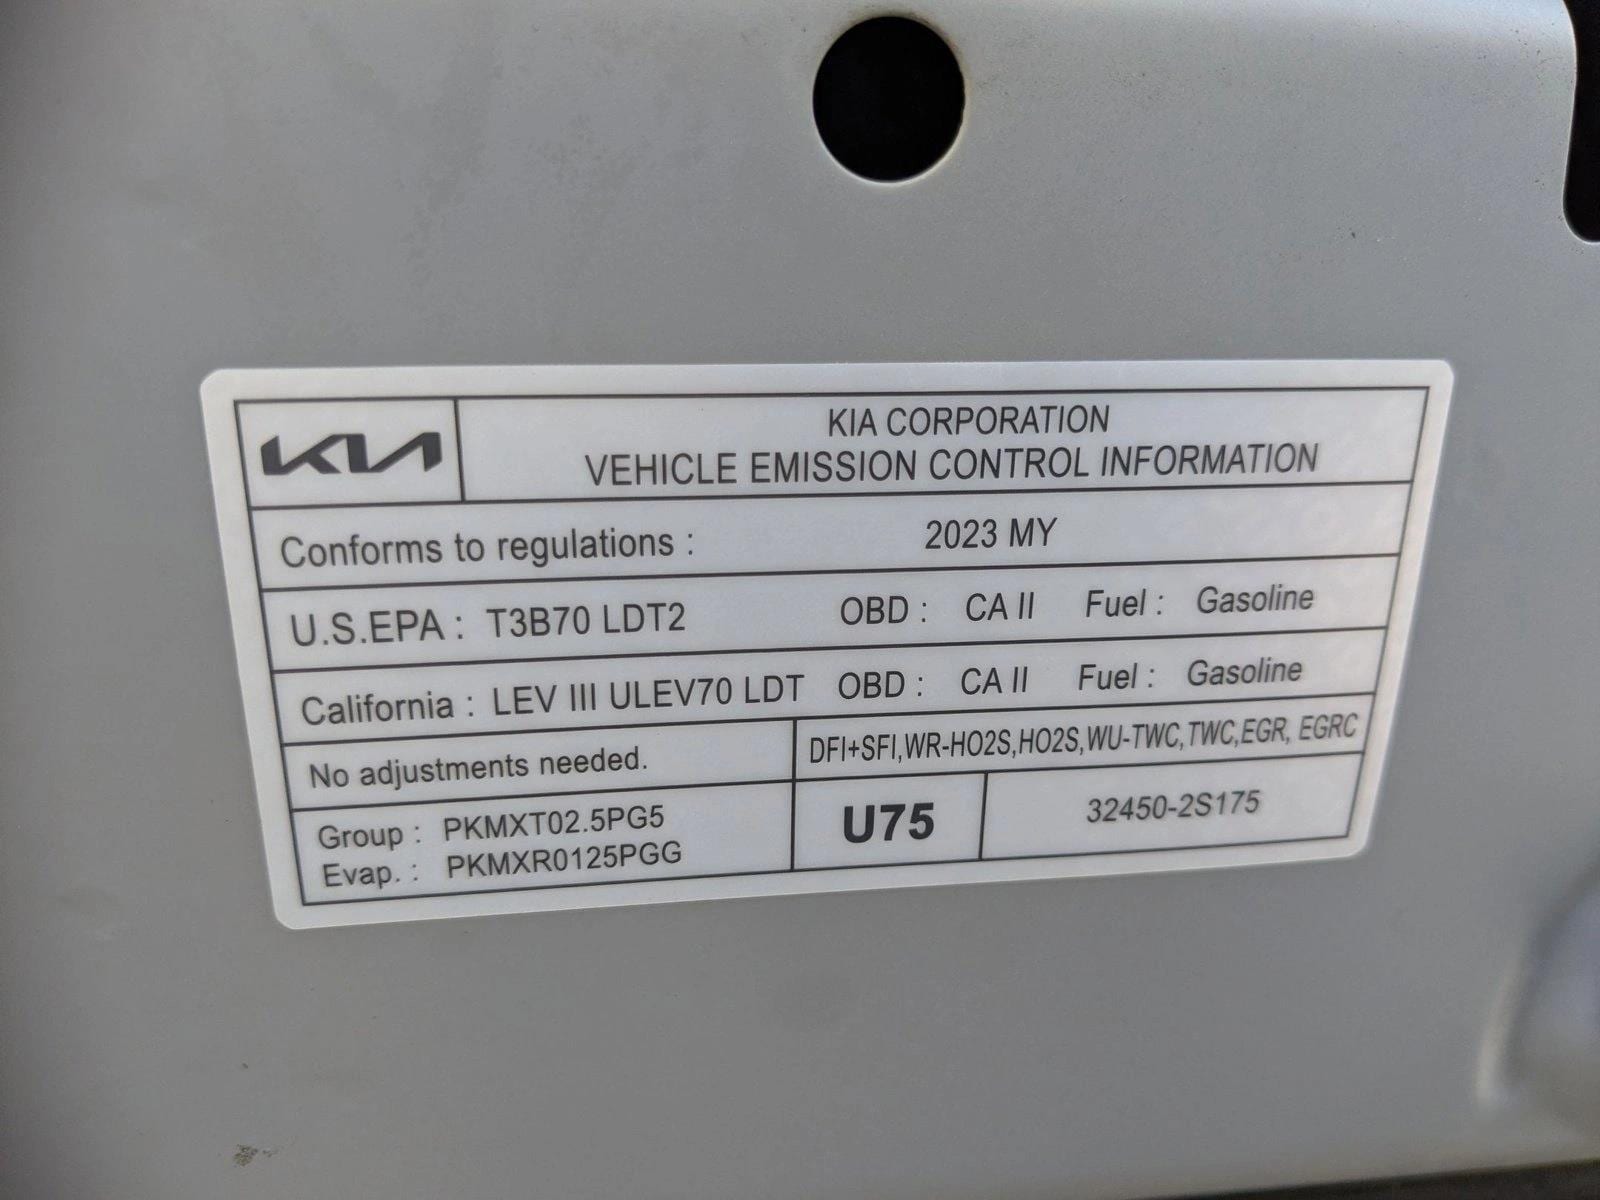 KIA
KIA CORPORATION
VEHICLE EMISSION CONTROL INFORMATION
Conforms to regulations : 2023 MY
U.S.EPA : T3B70 LDT2 OBD : CA II Fuel : Gasoline
California : LEV III ULEV70 LDT OBD : CA II Fuel : Gasoline
No adjustments needed.
DFI+SFI,WR-HO2S,HO2S,WU-TWC,TWC,EGR, EGRC
Group : PKMXT02.5PG5
Evap. : PKMXR0125PGG
U75
32450-2S175